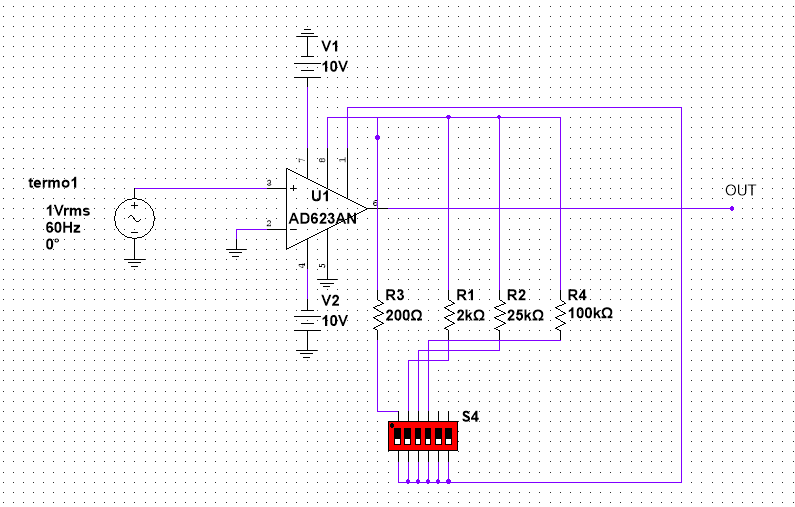 V1
10V
7
8
1
termo1
3
U1
6
OUT
1Vrms
60Hz
0°
AD623AN
2
4
5
V2
10V
R3
200Ω
R1
2kΩ
R2
25kΩ
R4
100kΩ
S4